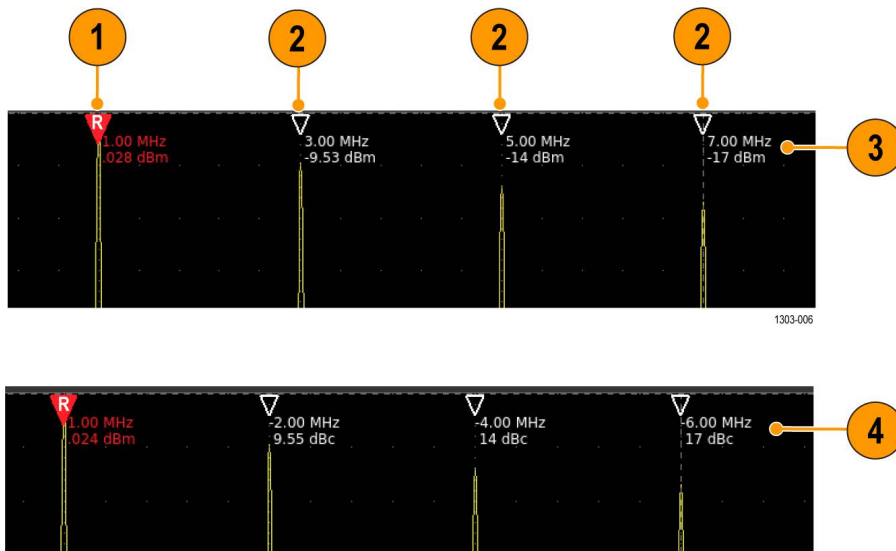 1
2
2
2
R
1.00 MHz
.028 dBm
3.00 MHz
-9.53 dBm
5.00 MHz
-14 dBm
7.00 MHz
-17 dBm
3
1303-006
R
1.00 MHz
.024 dBm
-2.00 MHz
9.55 dBc
-4.00 MHz
14 dBc
-6.00 MHz
17 dBc
4